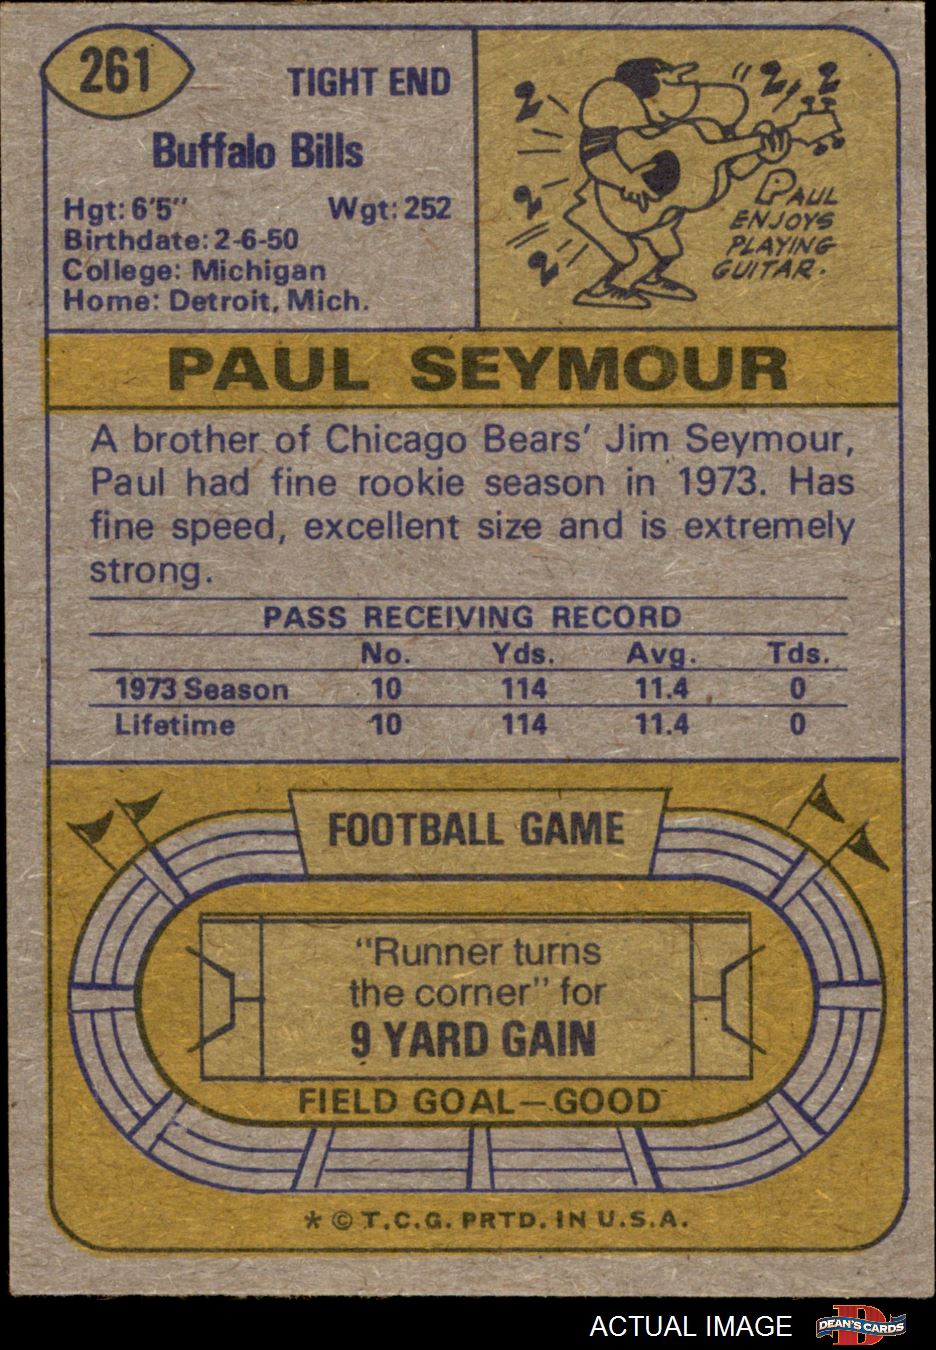 261
TIGHT END
Buffalo Bills
Hgt: 6'5" Wgt: 252
Birthdate: 2-6-50
College: Michigan
Home: Detroit, Mich.
PAUL
ENJOYS
PLAYING
GUITAR.
PAUL SEYMOUR
A brother of Chicago Bears' Jim Seymour,
Paul had fine rookie season in 1973. Has
fine speed, excellent size and is extremely
strong.
PASS RECEIVING RECORD
No. Yds. Avg. Tds.
1973 Season 10 114 11.4 0
Lifetime 10 114 11.4 0
FOOTBALL GAME
"Runner turns
the corner" for
9 YARD GAIN
FIELD GOAL—GOOD
* © T.C.G. PRTD. IN U.S.A.
ACTUAL IMAGE
DEAN'S CARDS